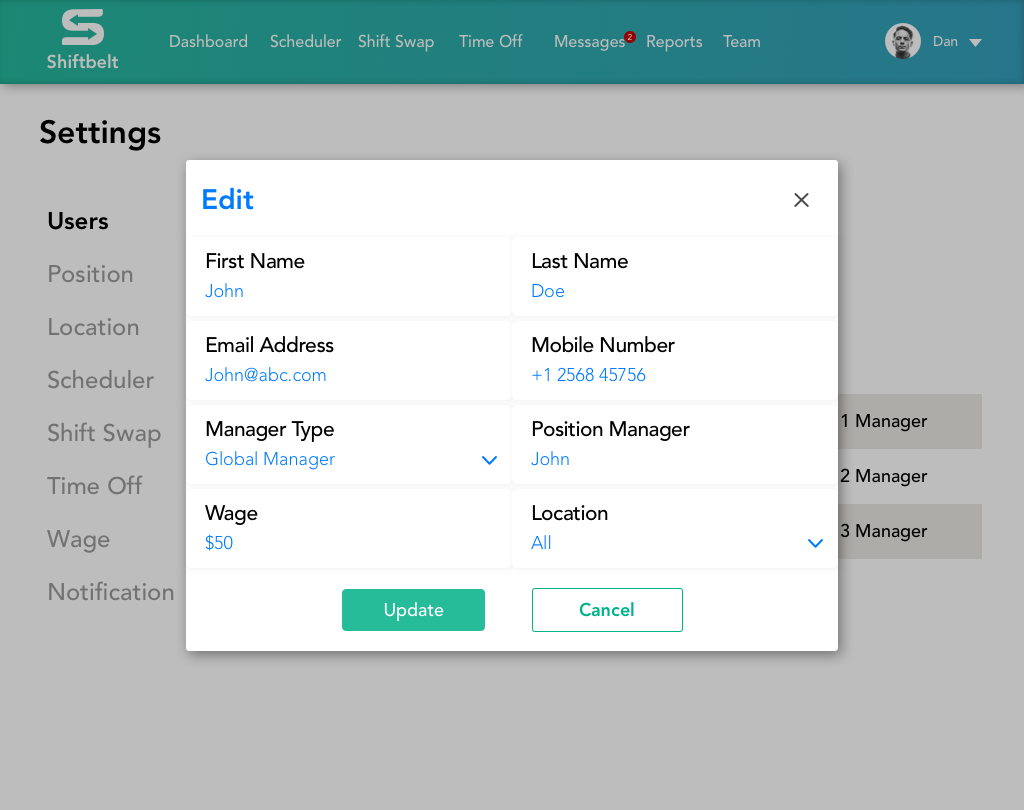 Shiftbelt
Dashboard Scheduler Shift Swap Time Off Messages 2 Reports Team Dan
Settings
Users
Position
Location
Scheduler
Shift Swap
Time Off
Wage
Notification
Edit
First Name Last Name
John Doe
Email Address Mobile Number
John@abc.com +1 2568 45756
Manager Type Position Manager
Global Manager John
Wage Location
$50 All
Update Cancel
1 Manager
2 Manager
3 Manager